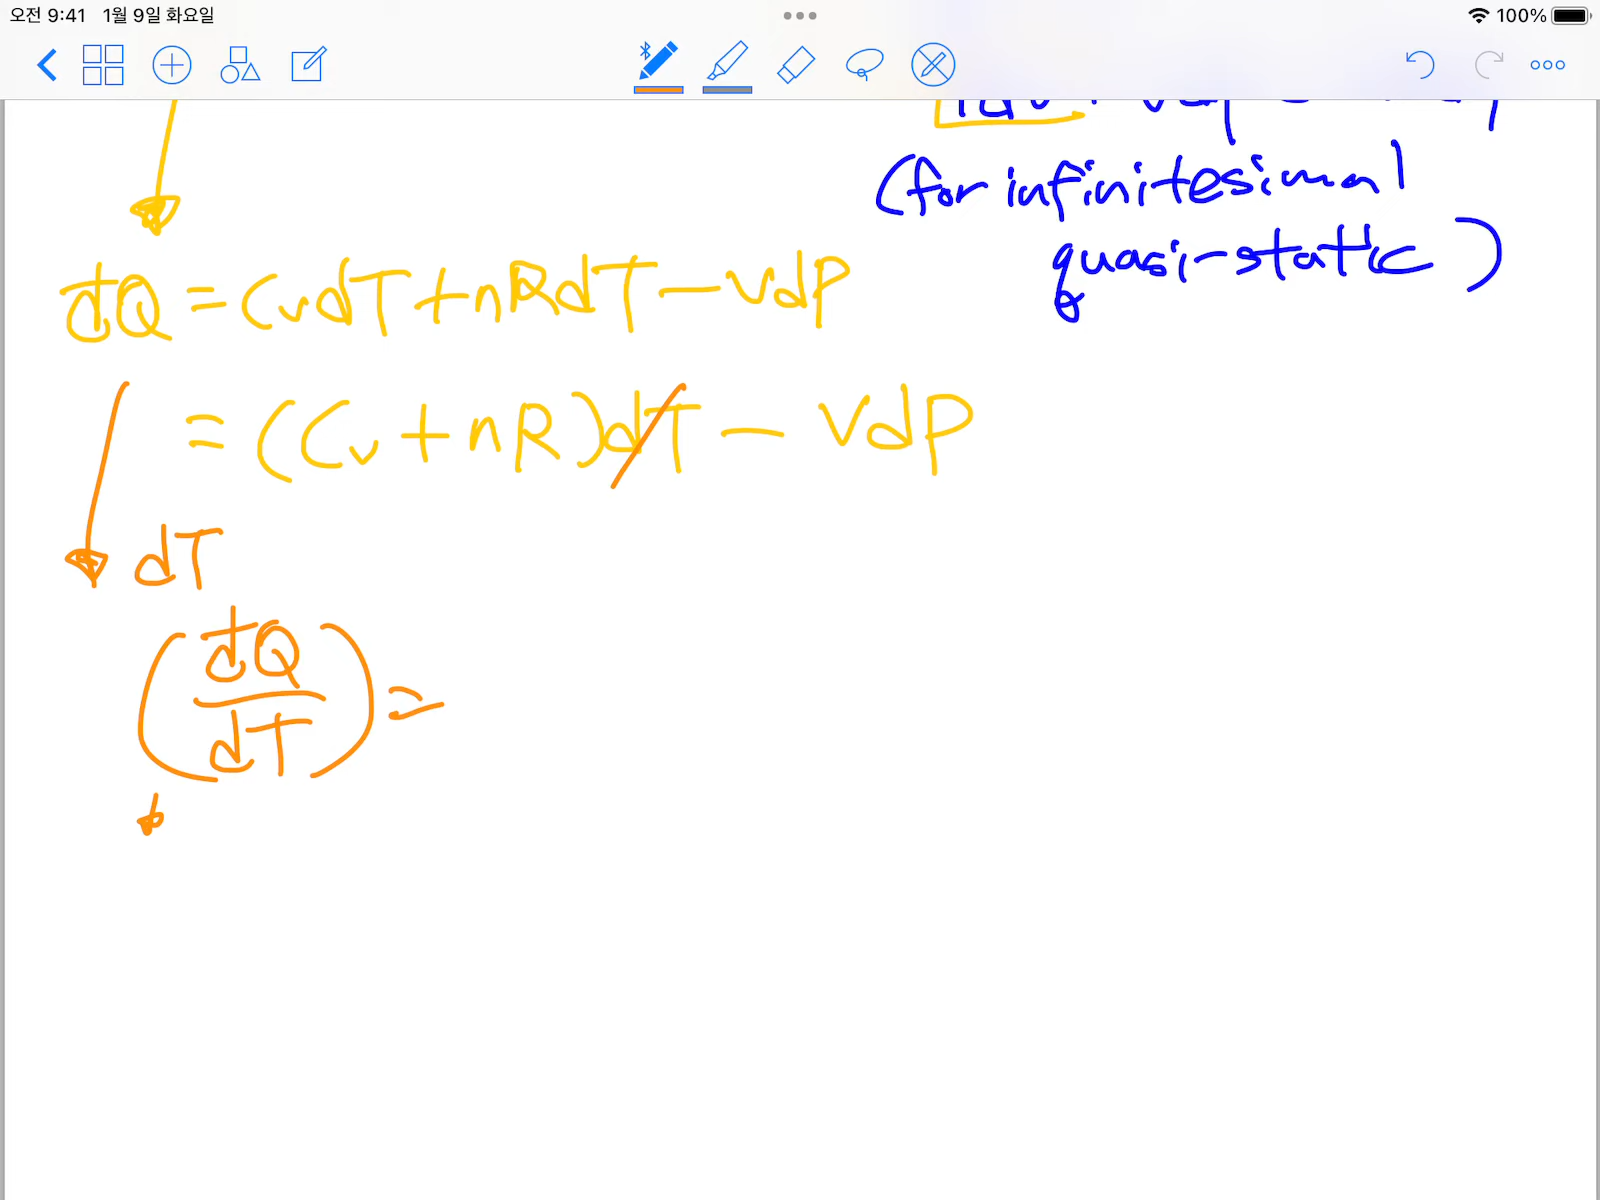 오전 9:41 1월 9일 화요일
100%
(for infinitesimal
quasi-static)
đQ = CvdT + nRdT - VdP
= (Cv + nR)dT - VdP
dT
(đQ/dT) =